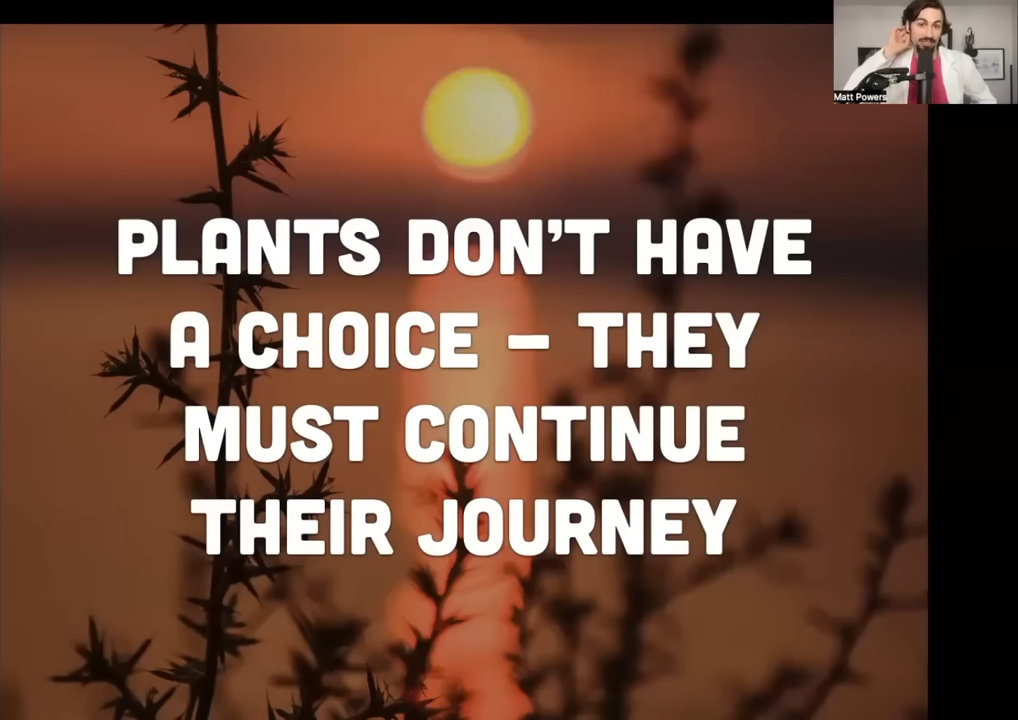 Matt Powers
PLANTS DON'T HAVE
A CHOICE – THEY
MUST CONTINUE
THEIR JOURNEY